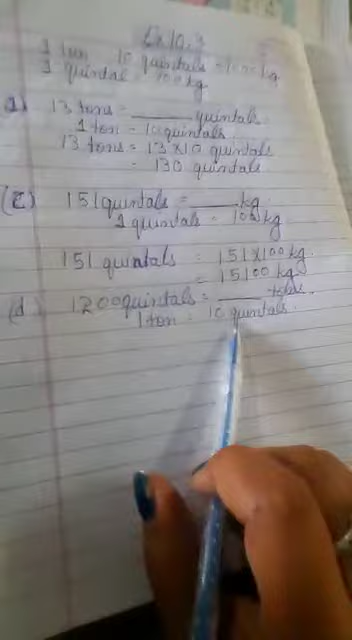 Ex 10.3
1 ton 10 quintals = 1000 kg
1 quintal = 100 kg
13 tons = ______ quintals
1 ton = 10 quintals
13 tons = 13 × 10 quintals
= 130 quintals
(c) 151 quintals = ______ kg
1 quintals = 100 kg
151 quintals = 151 × 100 kg.
= 15100 kg
(d) 1200 quintals = ______ tons.
1 ton = 10 quintals.